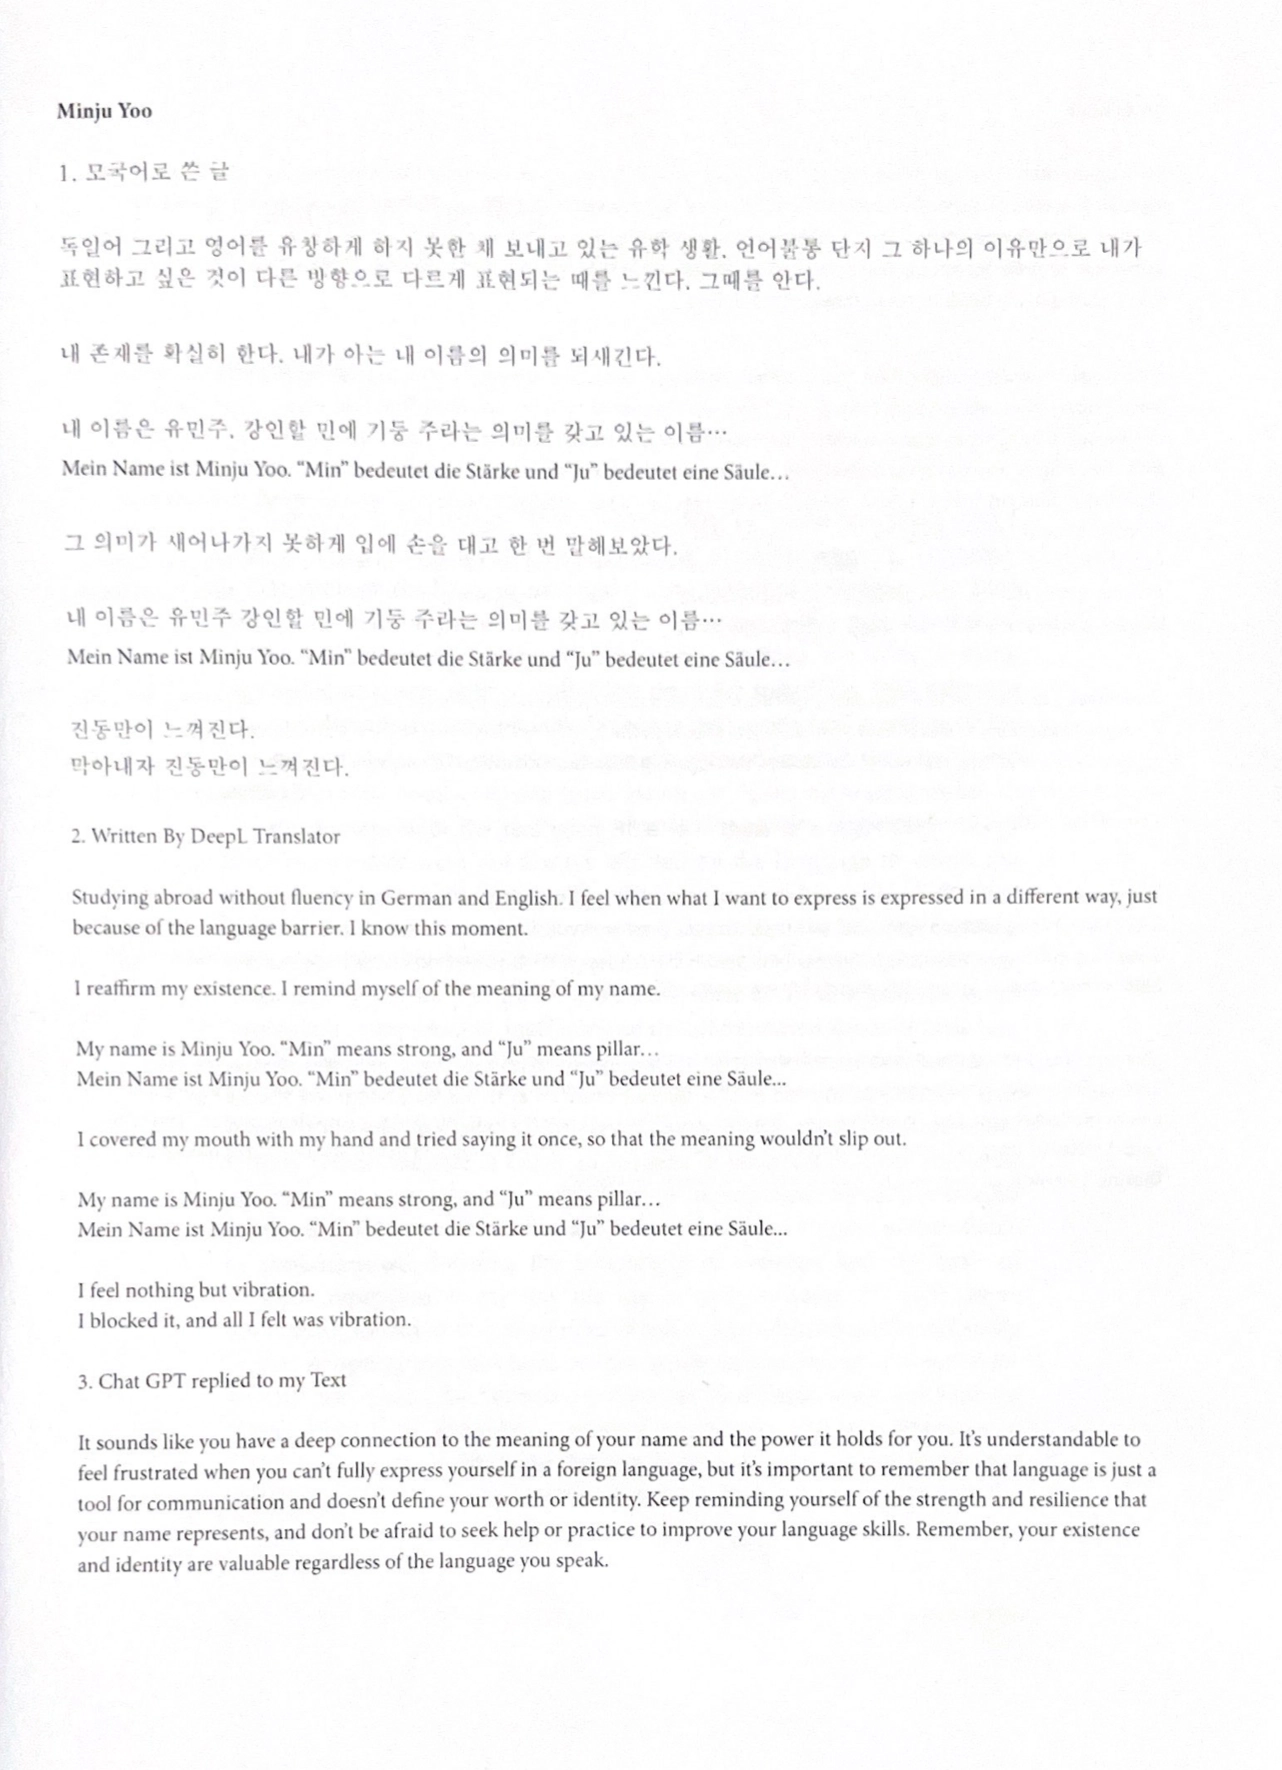 Minju Yoo
1. 모국어로 쓴 글
독일어 그리고 영어를 유창하게 하지 못한 채 보내고 있는 유학 생활. 언어불통 단지 그 하나의 이유만으로 내가
표현하고 싶은 것이 다른 방향으로 다르게 표현되는 때를 느낀다. 그때를 안다.
내 존재를 확실히 한다. 내가 아는 내 이름의 의미를 되새긴다.
내 이름은 유민주. 강인할 민에 기둥 주라는 의미를 갖고 있는 이름…
Mein Name ist Minju Yoo. “Min” bedeutet die Stärke und “Ju” bedeutet eine Säule…
그 의미가 새어나가지 못하게 입에 손을 대고 한 번 말해보았다.
내 이름은 유민주 강인할 민에 기둥 주라는 의미를 갖고 있는 이름…
Mein Name ist Minju Yoo. “Min” bedeutet die Stärke und “Ju” bedeutet eine Säule…
진동만이 느껴진다.
막아내자 진동만이 느껴진다.
2. Written By DeepL Translator
Studying abroad without fluency in German and English. I feel when what I want to express is expressed in a different way, just
because of the language barrier. I know this moment.
I reaffirm my existence. I remind myself of the meaning of my name.
My name is Minju Yoo. “Min” means strong, and “Ju” means pillar…
Mein Name ist Minju Yoo. “Min” bedeutet die Stärke und “Ju” bedeutet eine Säule...
I covered my mouth with my hand and tried saying it once, so that the meaning wouldn’t slip out.
My name is Minju Yoo. “Min” means strong, and “Ju” means pillar…
Mein Name ist Minju Yoo. “Min” bedeutet die Stärke und “Ju” bedeutet eine Säule...
I feel nothing but vibration.
I blocked it, and all I felt was vibration.
3. Chat GPT replied to my Text
It sounds like you have a deep connection to the meaning of your name and the power it holds for you. It’s understandable to
feel frustrated when you can’t fully express yourself in a foreign language, but it’s important to remember that language is just a
tool for communication and doesn’t define your worth or identity. Keep reminding yourself of the strength and resilience that
your name represents, and don’t be afraid to seek help or practice to improve your language skills. Remember, your existence
and identity are valuable regardless of the language you speak.